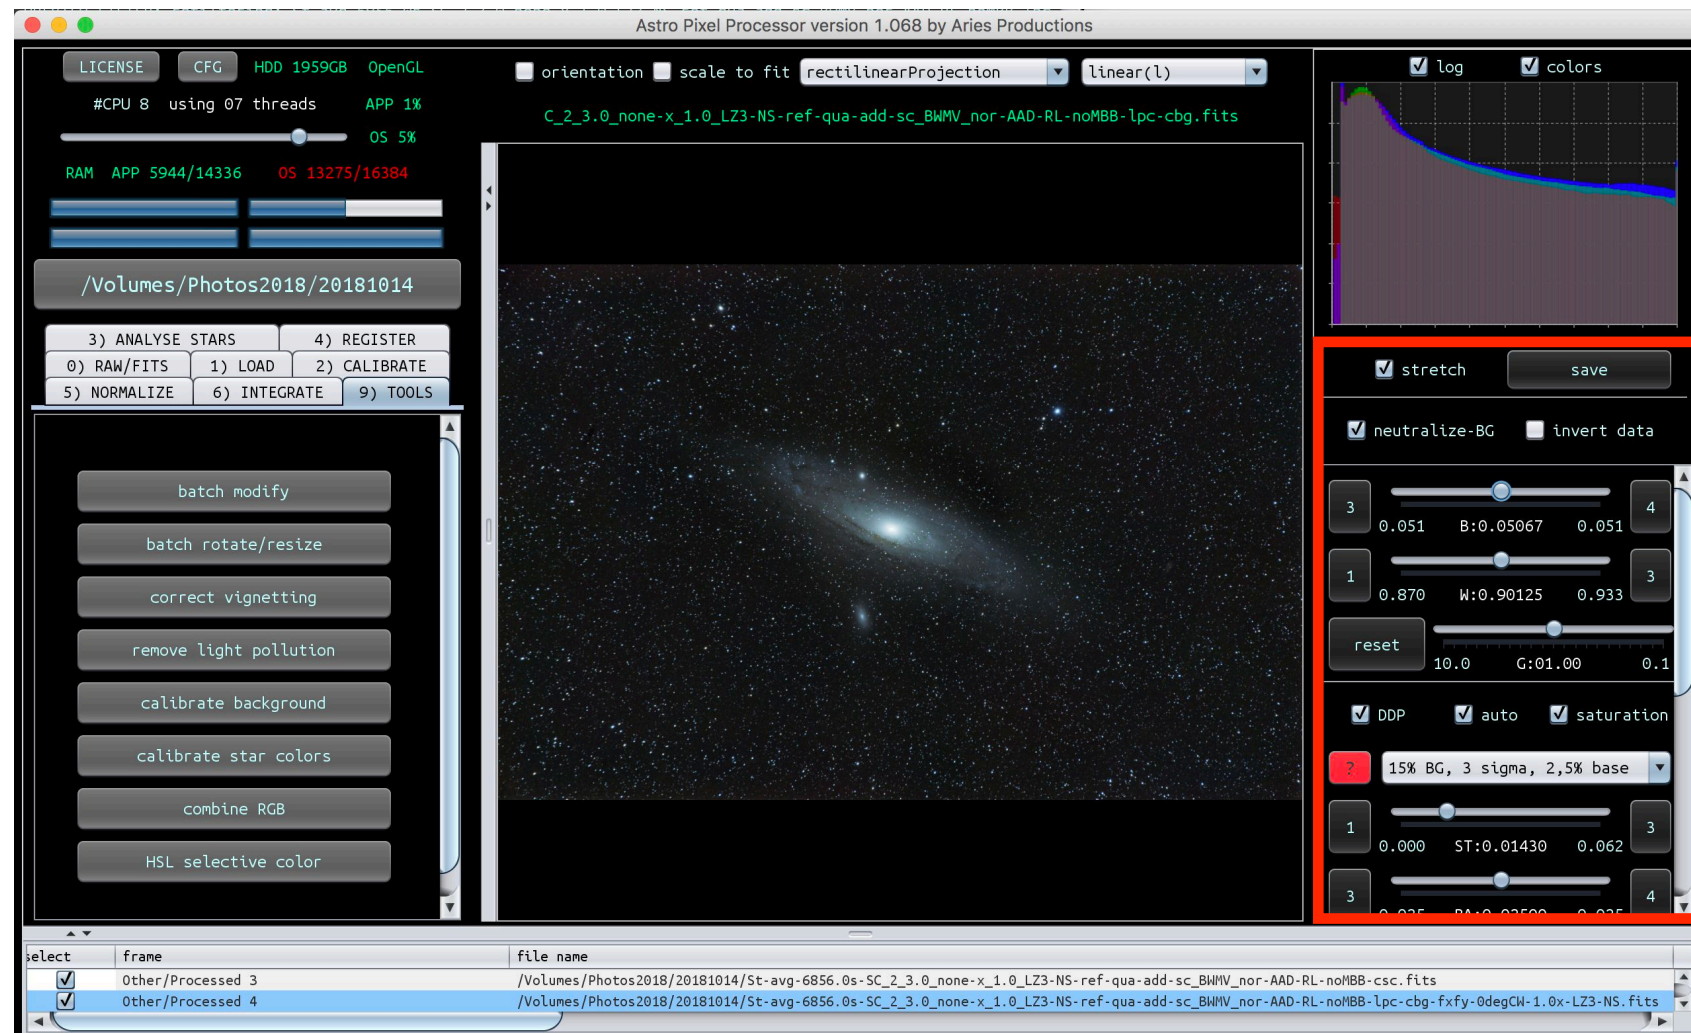 Astro Pixel Processor version 1.068 by Aries Productions
LICENSE CFG HDD 1959GB OpenGL
#CPU 8 using 07 threads APP 1%
OS 5%
RAM APP 5944/14336 OS 13275/16384
/Volumes/Photos2018/20181014
3) ANALYSE STARS 4) REGISTER
0) RAW/FITS 1) LOAD 2) CALIBRATE
5) NORMALIZE 6) INTEGRATE 9) TOOLS
batch modify
batch rotate/resize
correct vignetting
remove light pollution
calibrate background
calibrate star colors
combine RGB
HSL selective color
orientation scale to fit rectilinearProjection linear(l)
C_2_3.0_none-x_1.0_LZ3-NS-ref-qua-add-sc_BWMV_nor-AAD-RL-noMBB-lpc-cbg.fits
log colors
stretch save
neutralize-BG invert data
3 4
0.051 B:0.05067 0.051
1 3
0.870 W:0.90125 0.933
reset
10.0 G:01.00 0.1
DDP auto saturation
? 15% BG, 3 sigma, 2,5% base
1 3
0.000 ST:0.01430 0.062
3 4
select frame file name
Other/Processed 3 /Volumes/Photos2018/20181014/St-avg-6856.0s-SC_2_3.0_none-x_1.0_LZ3-NS-ref-qua-add-sc_BWMV_nor-AAD-RL-noMBB-csc.fits
Other/Processed 4 /Volumes/Photos2018/20181014/St-avg-6856.0s-SC_2_3.0_none-x_1.0_LZ3-NS-ref-qua-add-sc_BWMV_nor-AAD-RL-noMBB-lpc-cbg-fxfy-0degCW-1.0x-LZ3-NS.fits